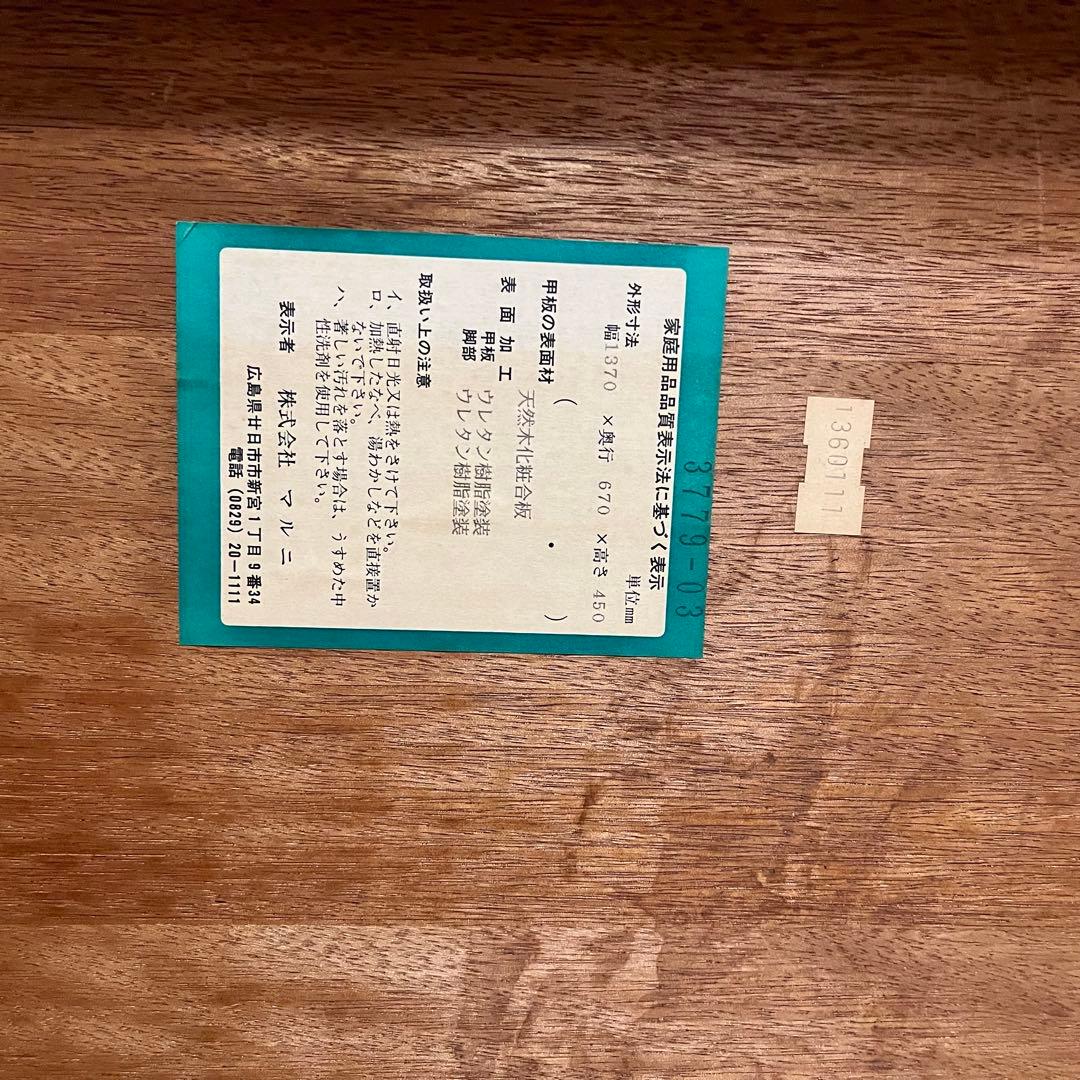 3779-03
家庭用品品質表示法に基づく表示
単位mm
外形寸法
幅1370 ×奥行 670 ×高さ 450
( ・ )
甲板の表面材 天然木化粧合板
表面加工
甲板 ウレタン樹脂塗装
脚部 ウレタン樹脂塗装
取扱い上の注意
イ、直射日光又は熱をさけて下さい。
ロ、加熱したなべ、湯わかしなどを直接置か
ないで下さい。
ハ、著しい汚れを落とす場合は、うすめた中
性洗剤を使用して下さい。
表示者 株式会社 マルニ
広島県廿日市市新宮1丁目9番34
電話 (0829) 20-1111